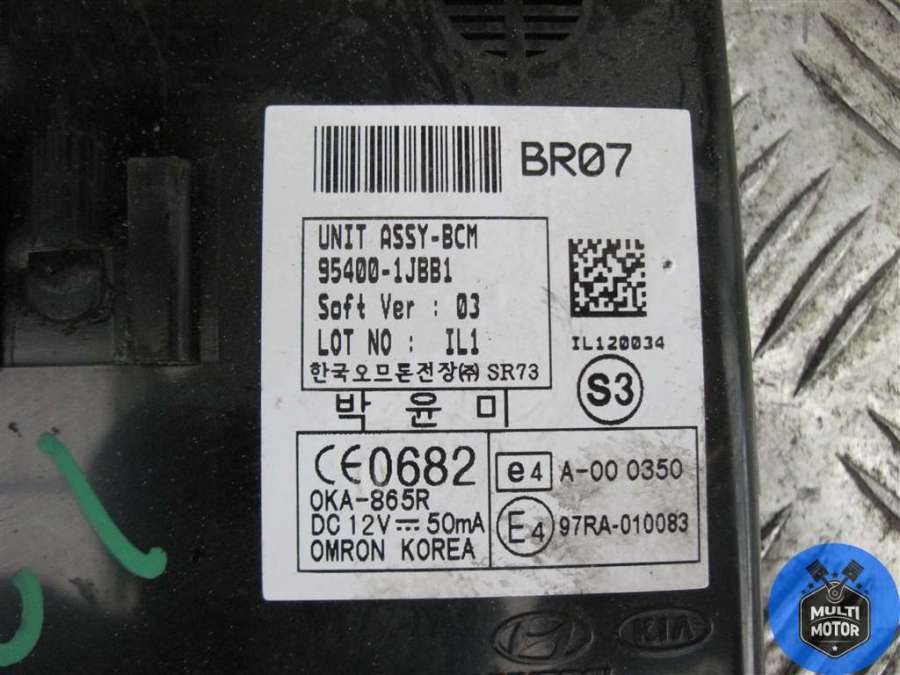 BR07
UNIT ASSY-BCM
95400-1JBB1
Soft Ver : 03
LOT NO : IL1
한국오므론전장㈜ SR73
IL120034
S3
박 윤 미
CE0682
OKA-865R
DC 12V⎓50mA
OMRON KOREA
e4 A-00 0350
E4 97RA-010083
KIA
MULTI
MOTOR